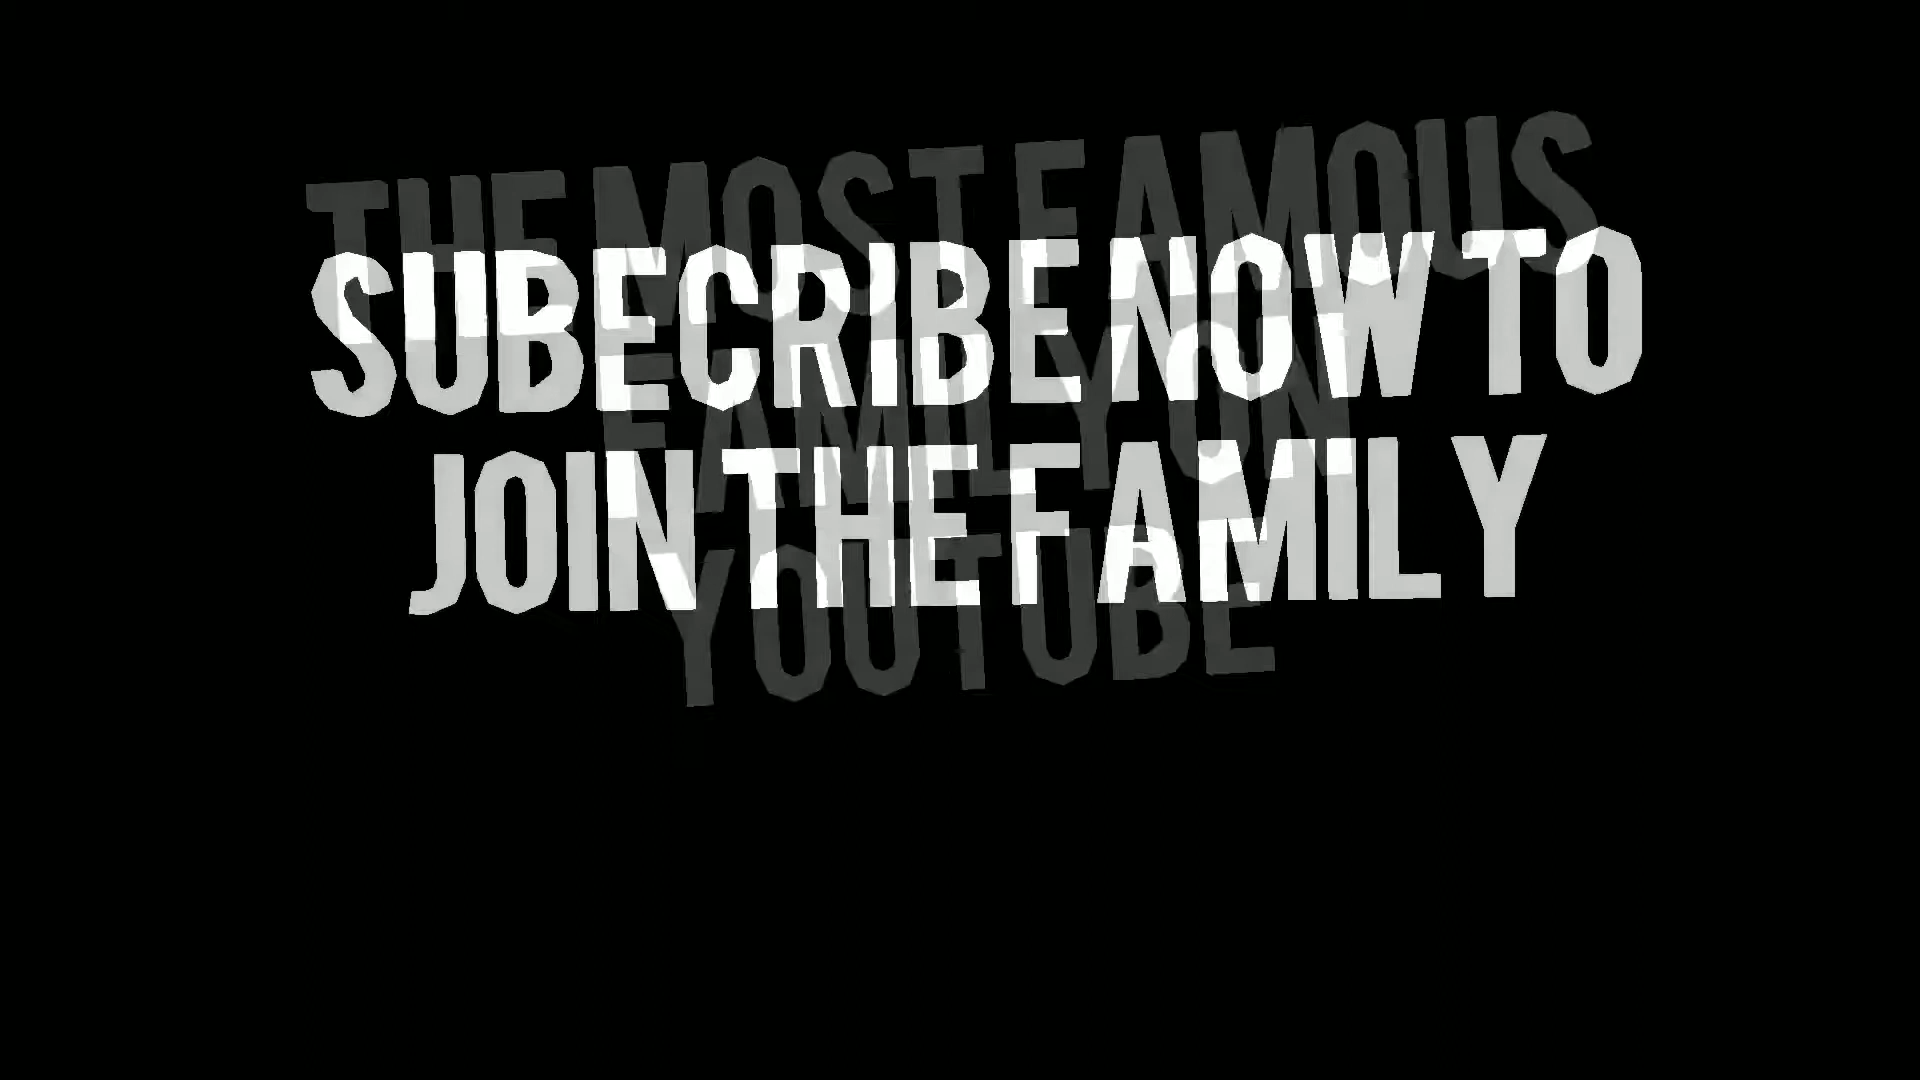 THE MOST FAMOUS
FAMILY ON
YOUTUBE
SUBECRIBE NOW TO
JOIN THE FAMILY